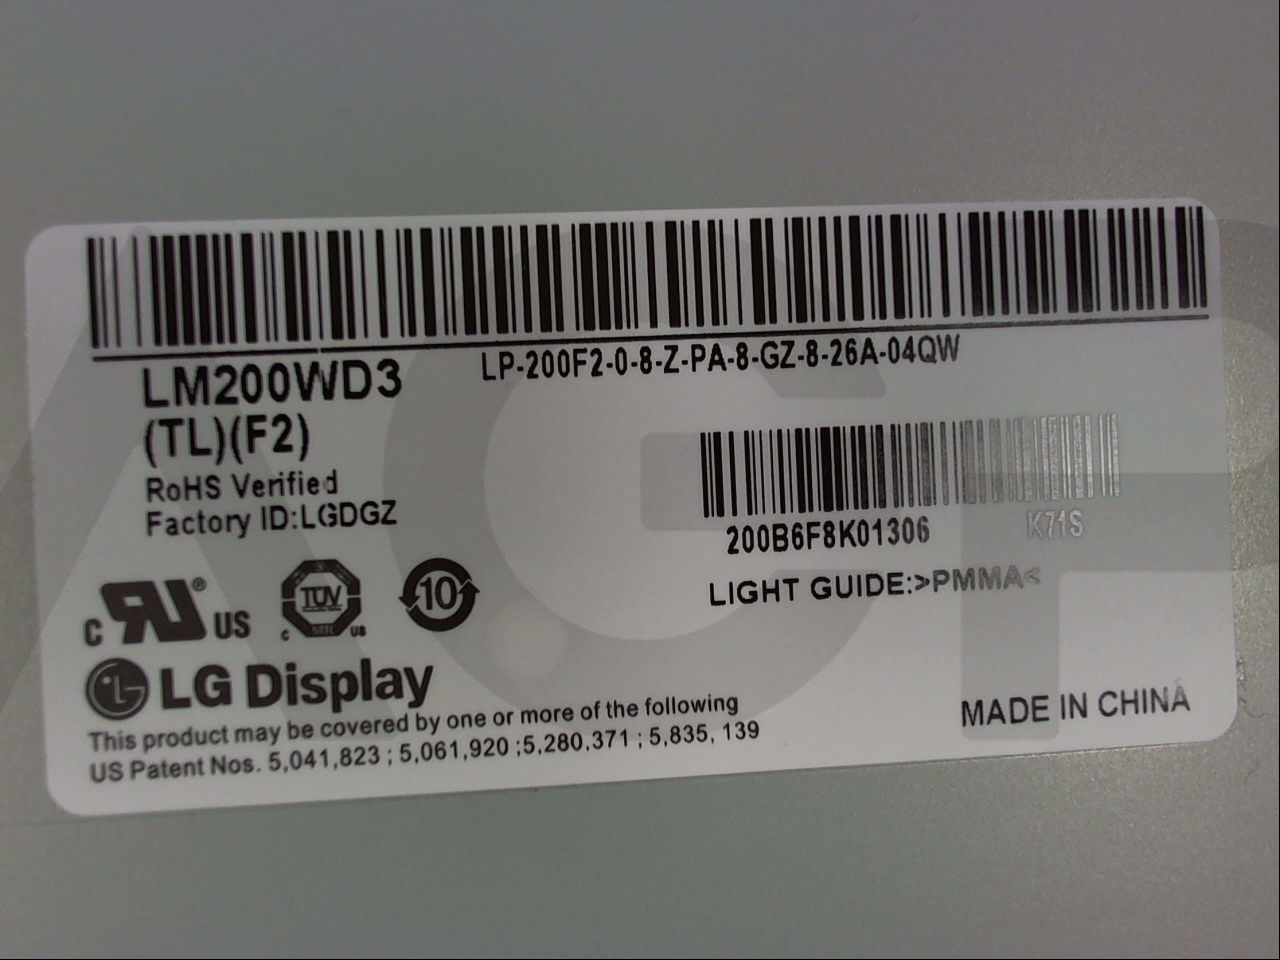 LM200WD3
(TL)(F2)
RoHS Verified
Factory ID:LGDGZ
LP-200F2-0-8-Z-PA-8-GZ-8-26A-04QW
200B6F8K01306 K71S
LIGHT GUIDE:>PMMA<
c RU® US
TUV
c US
10
LG Display
This product may be covered by one or more of the following
US Patent Nos. 5,041,823 ; 5,061,920 ;5,280,371 ; 5,835, 139
MADE IN CHINA